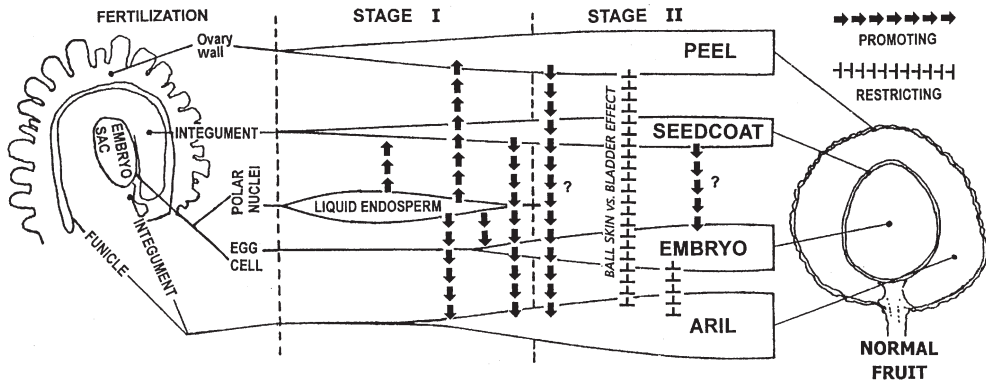 FERTILIZATION
STAGE I
STAGE II
PROMOTING
RESTRICTING
Ovary
wall
PEEL
EMBRYO
SAC
INTEGUMENT
SEEDCOAT
POLAR
NUCLEI
LIQUID ENDOSPERM
?
?
BALL SKIN vs. BLADDER EFFECT
FUNICLE
INTEGUMENT
EGG
CELL
EMBRYO
ARIL
NORMAL
FRUIT